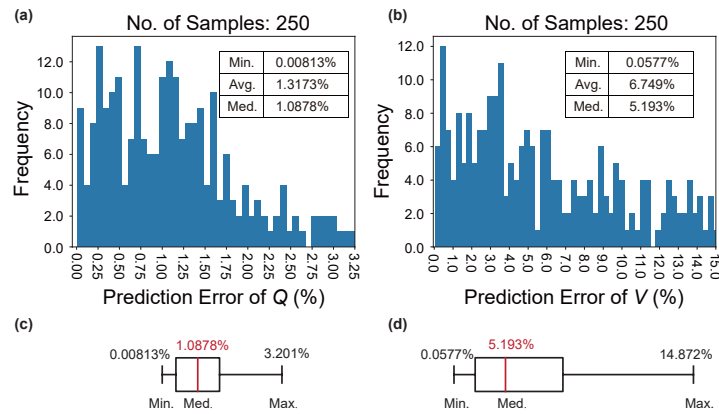 (a)
No. of Samples: 250
12.0
10.0
8.0
6.0
4.0
2.0
0.0
Frequency
Min. 0.00813%
Avg. 1.3173%
Med. 1.0878%
0.00 0.25 0.50 0.75 1.00 1.25 1.50 1.75 2.00 2.25 2.50 2.75 3.00 3.25
Prediction Error of Q (%)
(b)
No. of Samples: 250
12.0
10.0
8.0
6.0
4.0
2.0
0.0
Frequency
Min. 0.0577%
Avg. 6.749%
Med. 5.193%
0.0 1.0 2.0 3.0 4.0 5.0 6.0 7.0 8.0 9.0 10.0 11.0 12.0 13.0 14.0 15.0
Prediction Error of V (%)
(c)
0.00813% 1.0878% 3.201%
Min. Med. Max.
(d)
0.0577% 5.193% 14.872%
Min. Med. Max.